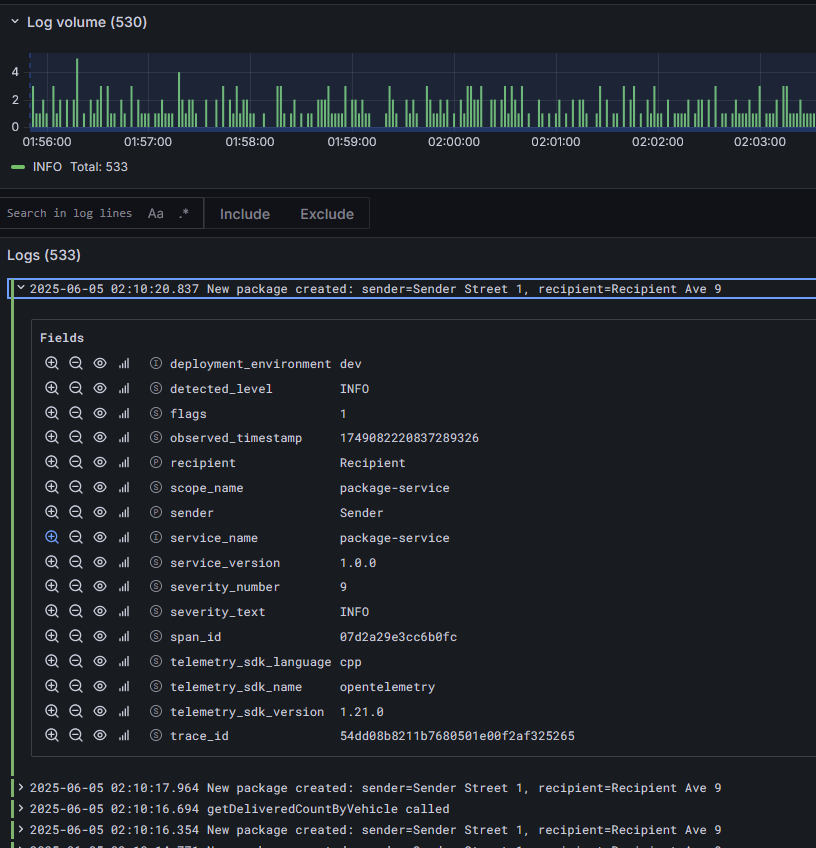 Log volume (530)
4
2
0
01:56:00 01:57:00 01:58:00 01:59:00 02:00:00 02:01:00 02:02:00 02:03:00
INFO Total: 533
Search in log lines Aa .* Include Exclude
Logs (533)
2025-06-05 02:10:20.837 New package created: sender=Sender Street 1, recipient=Recipient Ave 9
Fields
I deployment_environment dev
S detected_level INFO
S flags 1
S observed_timestamp 1749082220837289326
P recipient Recipient
S scope_name package-service
P sender Sender
I service_name package-service
S service_version 1.0.0
S severity_number 9
S severity_text INFO
S span_id 07d2a29e3cc6b0fc
S telemetry_sdk_language cpp
S telemetry_sdk_name opentelemetry
S telemetry_sdk_version 1.21.0
S trace_id 54dd08b8211b7680501e00f2af325265
2025-06-05 02:10:17.964 New package created: sender=Sender Street 1, recipient=Recipient Ave 9
2025-06-05 02:10:16.694 getDeliveredCountByVehicle called
2025-06-05 02:10:16.354 New package created: sender=Sender Street 1, recipient=Recipient Ave 9